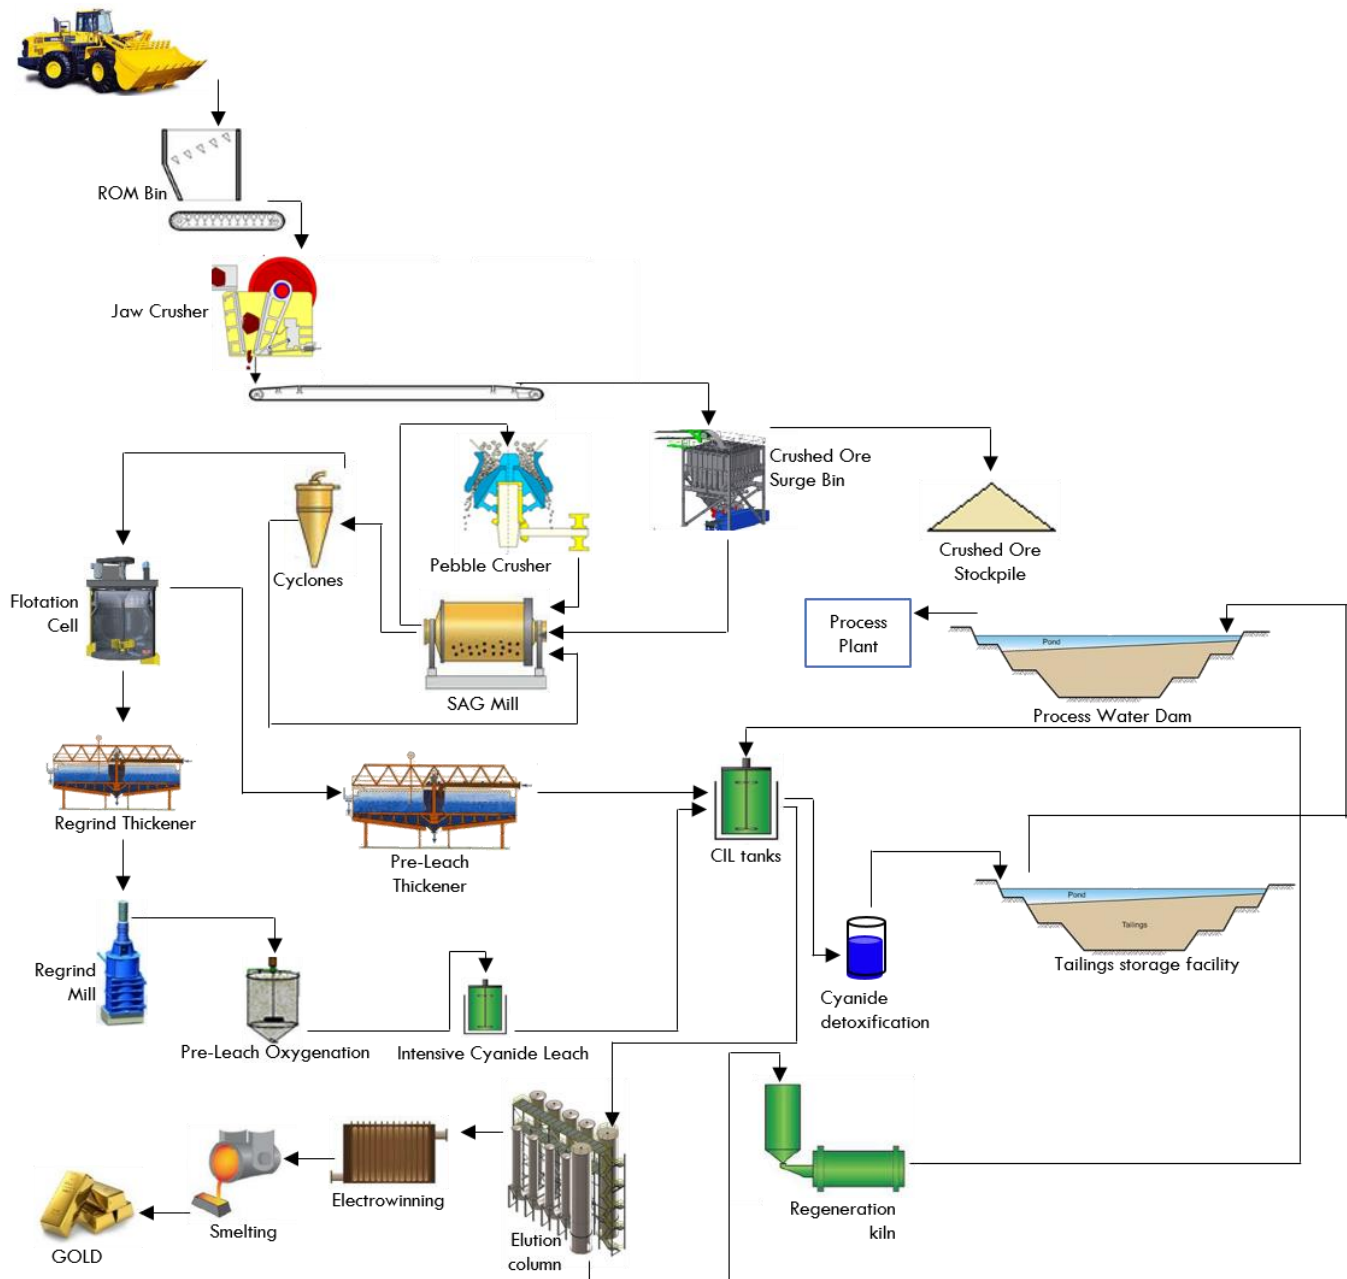 ROM Bin
Jaw Crusher
Crushed Ore
Surge Bin
Crushed Ore
Stockpile
Pebble Crusher
Cyclones
Flotation
Cell
SAG Mill
Process
Plant
Pond
Process Water Dam
Regrind Thickener
Pre-Leach
Thickener
CIL tanks
Pond
Tailings
Tailings storage facility
Regrind
Mill
Pre-Leach Oxygenation
Intensive Cyanide Leach
Cyanide
detoxification
Regeneration
kiln
Elution
column
Electrowinning
Smelting
GOLD